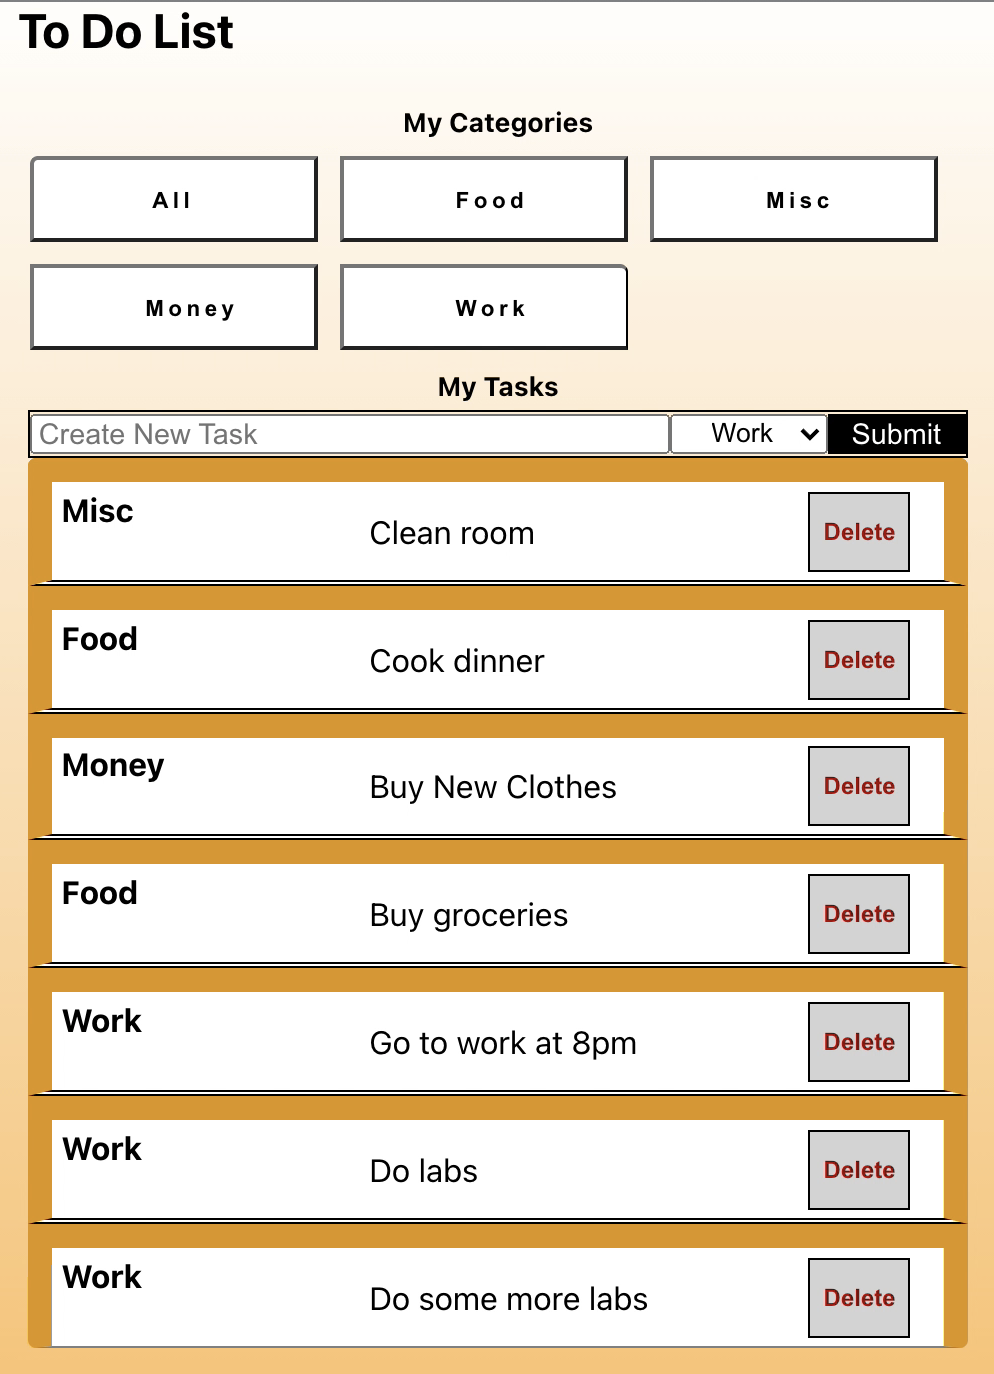 To Do List
My Categories
All Food Misc
Money Work
My Tasks
Create New Task Work Submit
Misc Clean room Delete
Food Cook dinner Delete
Money Buy New Clothes Delete
Food Buy groceries Delete
Work Go to work at 8pm Delete
Work Do labs Delete
Work Do some more labs Delete